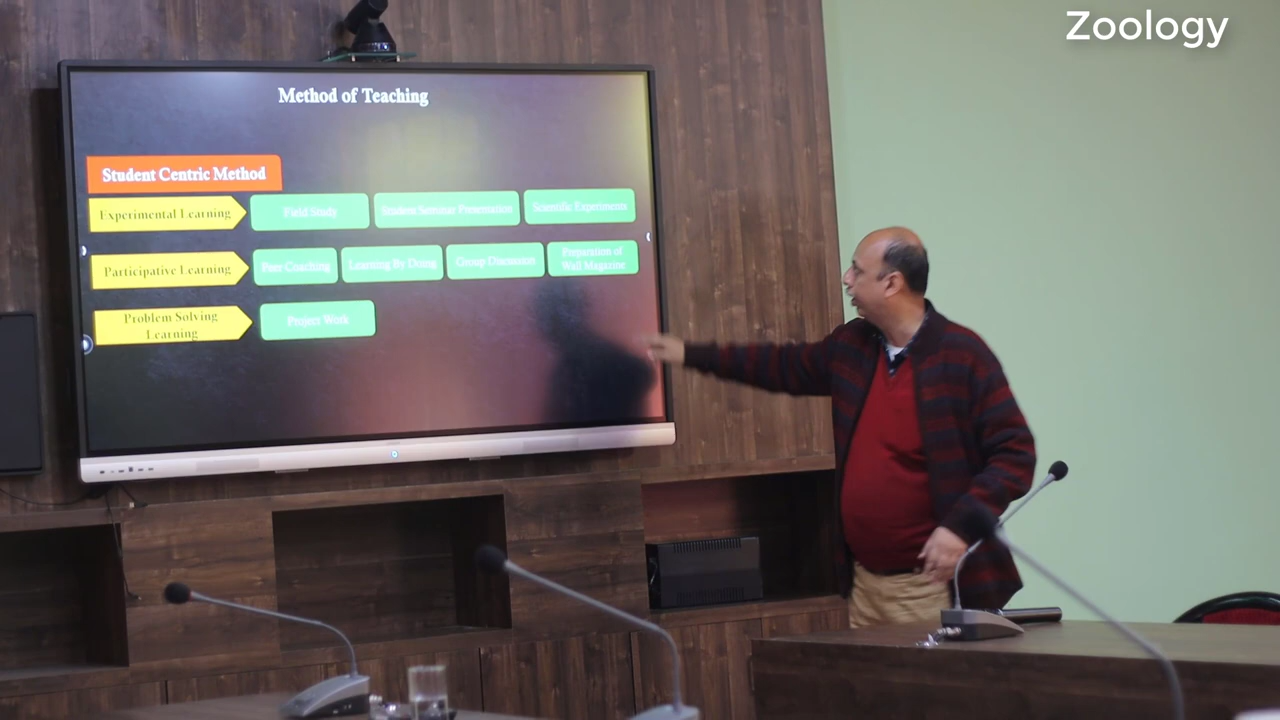 Zoology
Method of Teaching
Student Centric Method
Experimental Learning
Field Study
Student Seminar Presentation
Scientific Experiments
Participative Learning
Peer Coaching
Learning By Doing
Group Discussion
Preparation of
Wall Magazine
Problem Solving
Learning
Project Work